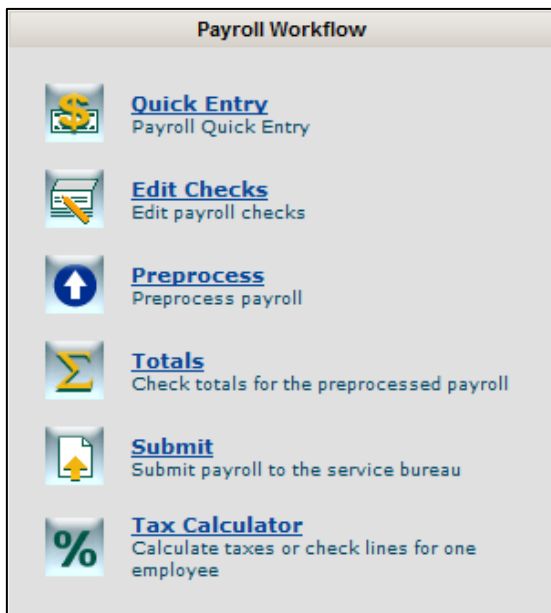 Payroll Workflow
Quick Entry
Payroll Quick Entry
Edit Checks
Edit payroll checks
Preprocess
Preprocess payroll
Totals
Check totals for the preprocessed payroll
Submit
Submit payroll to the service bureau
Tax Calculator
Calculate taxes or check lines for one
employee